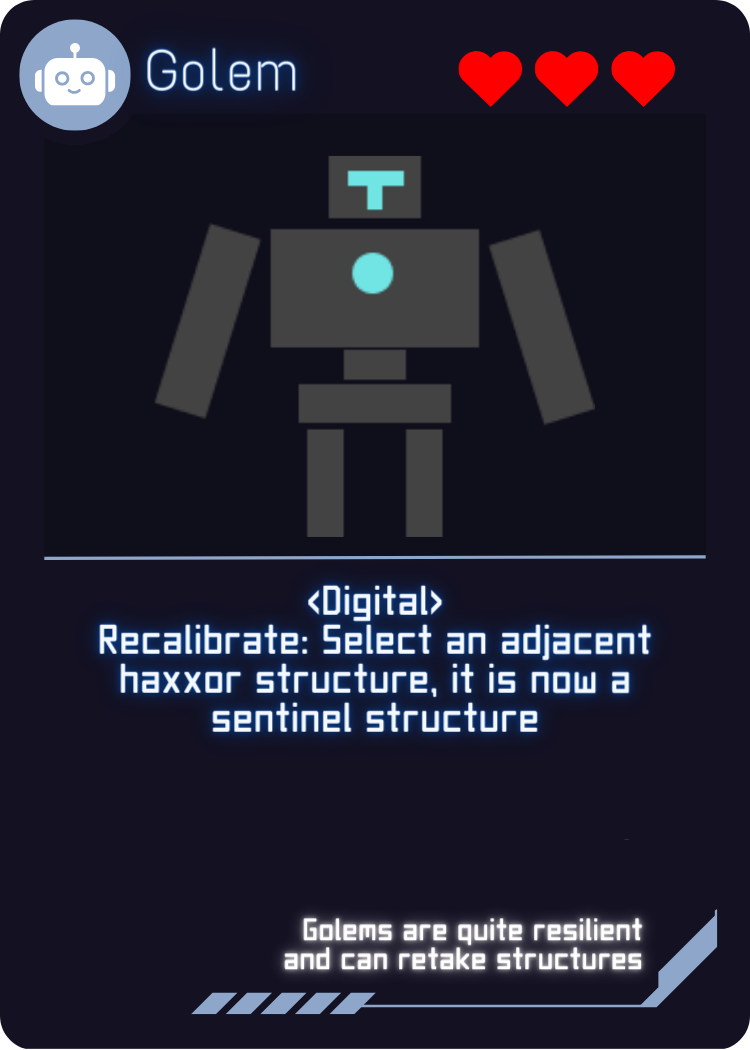 Golem
<Digital>
Recalibrate: Select an adjacent
haxxor structure, it is now a
sentinel structure
Golems are quite resilient
and can retake structures